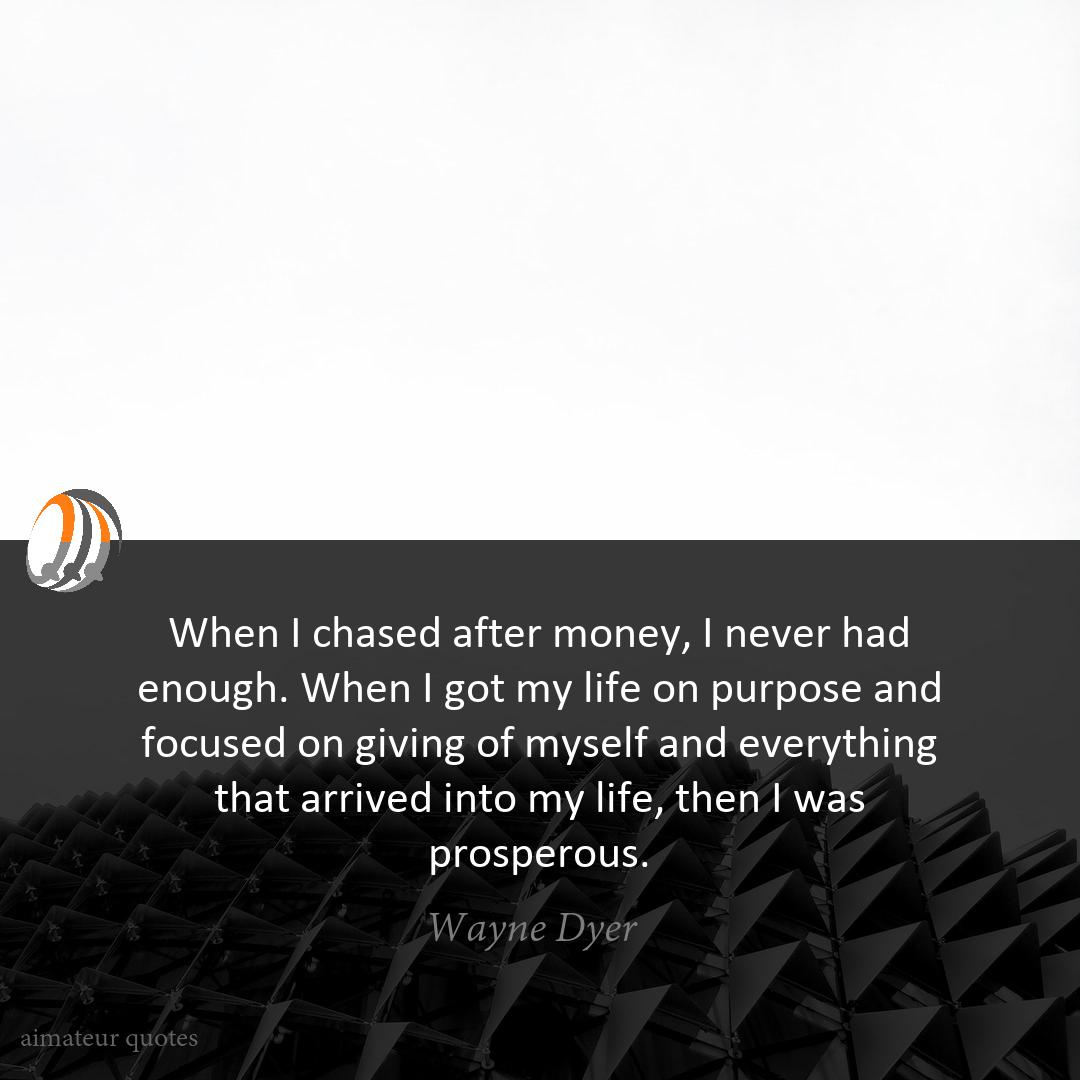 When I chased after money, I never had
enough. When I got my life on purpose and
focused on giving of myself and everything
that arrived into my life, then I was
prosperous.
Wayne Dyer
aimateur quotes